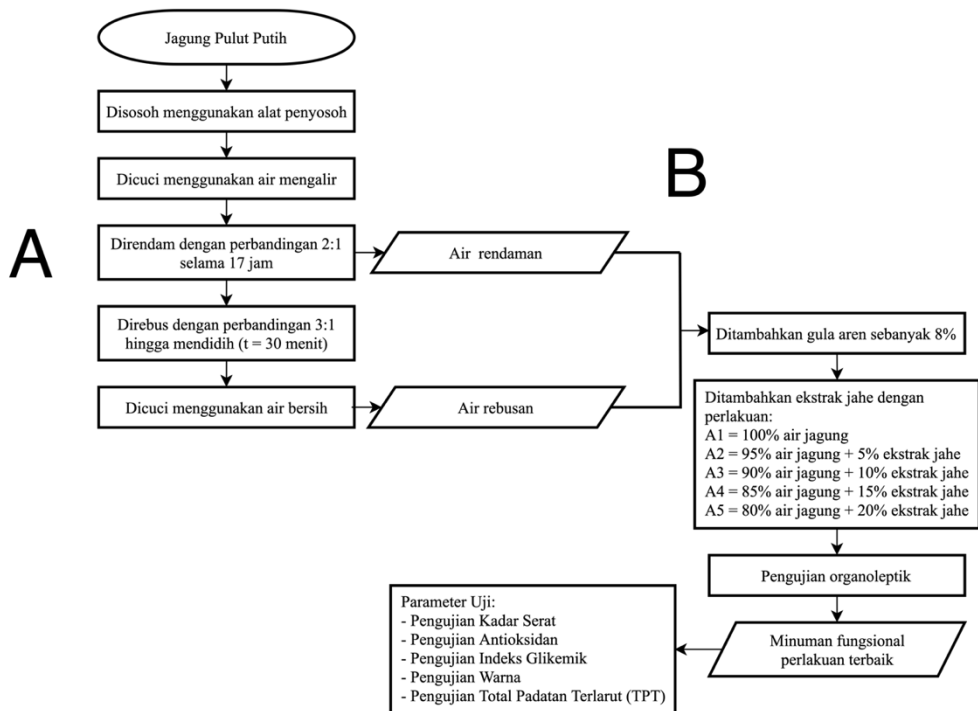 Jagung Pulut Putih
Disosoh menggunakan alat penyosoh
Dicuci menggunakan air mengalir
A
Direndam dengan perbandingan 2:1
selama 17 jam
Direbus dengan perbandingan 3:1
hingga mendidih (t = 30 menit)
Dicuci menggunakan air bersih
B
Air rendaman
Air rebusan
Ditambahkan gula aren sebanyak 8%
Ditambahkan ekstrak jahe dengan
perlakuan:
A1 = 100% air jagung
A2 = 95% air jagung + 5% ekstrak jahe
A3 = 90% air jagung + 10% ekstrak jahe
A4 = 85% air jagung + 15% ekstrak jahe
A5 = 80% air jagung + 20% ekstrak jahe
Pengujian organoleptik
Minuman fungsional
perlakuan terbaik
Parameter Uji:
- Pengujian Kadar Serat
- Pengujian Antioksidan
- Pengujian Indeks Glikemik
- Pengujian Warna
- Pengujian Total Padatan Terlarut (TPT)